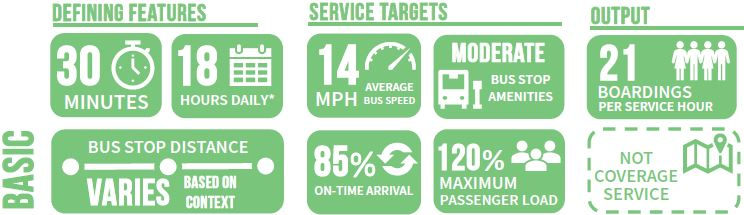 DEFINING FEATURES
SERVICE TARGETS
OUTPUT
BASIC
30
MINUTES
18
HOURS DAILY*
BUS STOP DISTANCE
VARIES
BASED ON
CONTEXT
14
MPH
AVERAGE
BUS SPEED
MODERATE
BUS STOP
AMENITIES
85%
ON-TIME ARRIVAL
120%
MAXIMUM
PASSENGER LOAD
21
BOARDINGS
PER SERVICE HOUR
NOT
COVERAGE
SERVICE